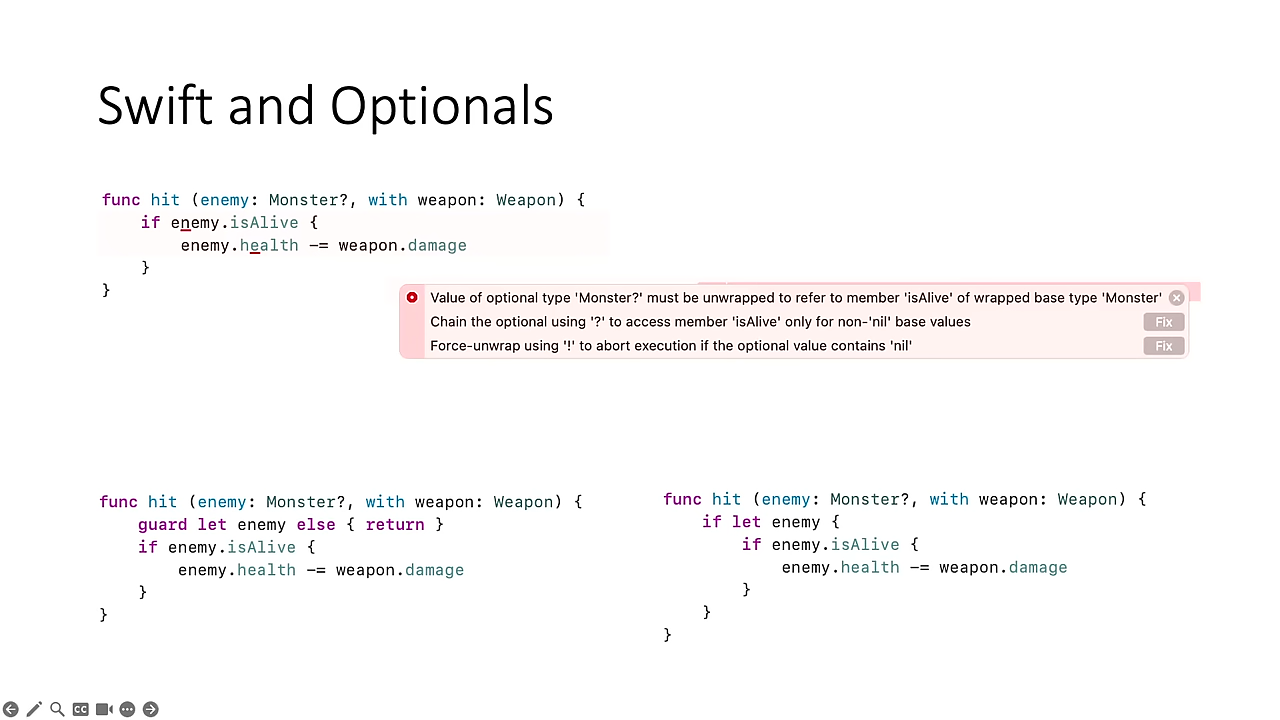 Swift and Optionals
func hit (enemy: Monster?, with weapon: Weapon) {
    if enemy.isAlive {
        enemy.health -= weapon.damage
    }
}
Value of optional type 'Monster?' must be unwrapped to refer to member 'isAlive' of wrapped base type 'Monster'
Chain the optional using '?' to access member 'isAlive' only for non-'nil' base values Fix
Force-unwrap using '!' to abort execution if the optional value contains 'nil' Fix
func hit (enemy: Monster?, with weapon: Weapon) {
    guard let enemy else { return }
    if enemy.isAlive {
        enemy.health -= weapon.damage
    }
}
func hit (enemy: Monster?, with weapon: Weapon) {
    if let enemy {
        if enemy.isAlive {
            enemy.health -= weapon.damage
        }
    }
}
CC